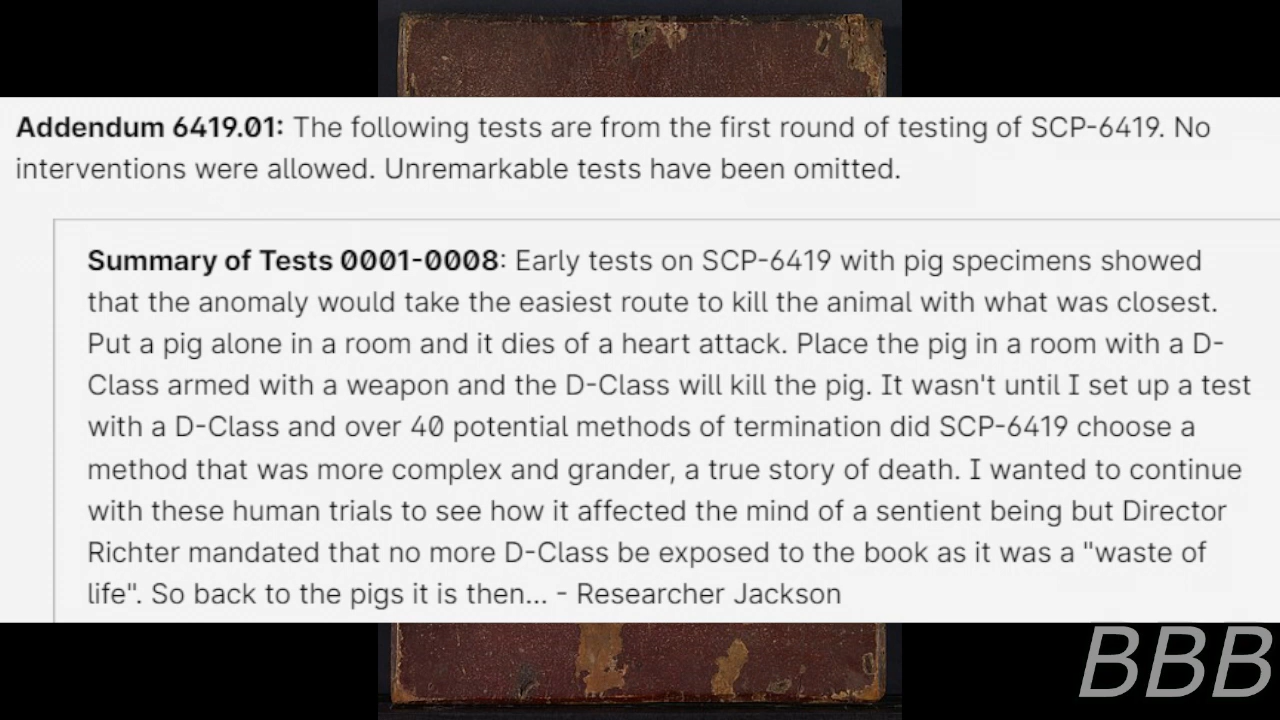 Addendum 6419.01: The following tests are from the first round of testing of SCP-6419. No
interventions were allowed. Unremarkable tests have been omitted.
Summary of Tests 0001-0008: Early tests on SCP-6419 with pig specimens showed
that the anomaly would take the easiest route to kill the animal with what was closest.
Put a pig alone in a room and it dies of a heart attack. Place the pig in a room with a D-
Class armed with a weapon and the D-Class will kill the pig. It wasn't until I set up a test
with a D-Class and over 40 potential methods of termination did SCP-6419 choose a
method that was more complex and grander, a true story of death. I wanted to continue
with these human trials to see how it affected the mind of a sentient being but Director
Richter mandated that no more D-Class be exposed to the book as it was a "waste of
life". So back to the pigs it is then... - Researcher Jackson
BBB